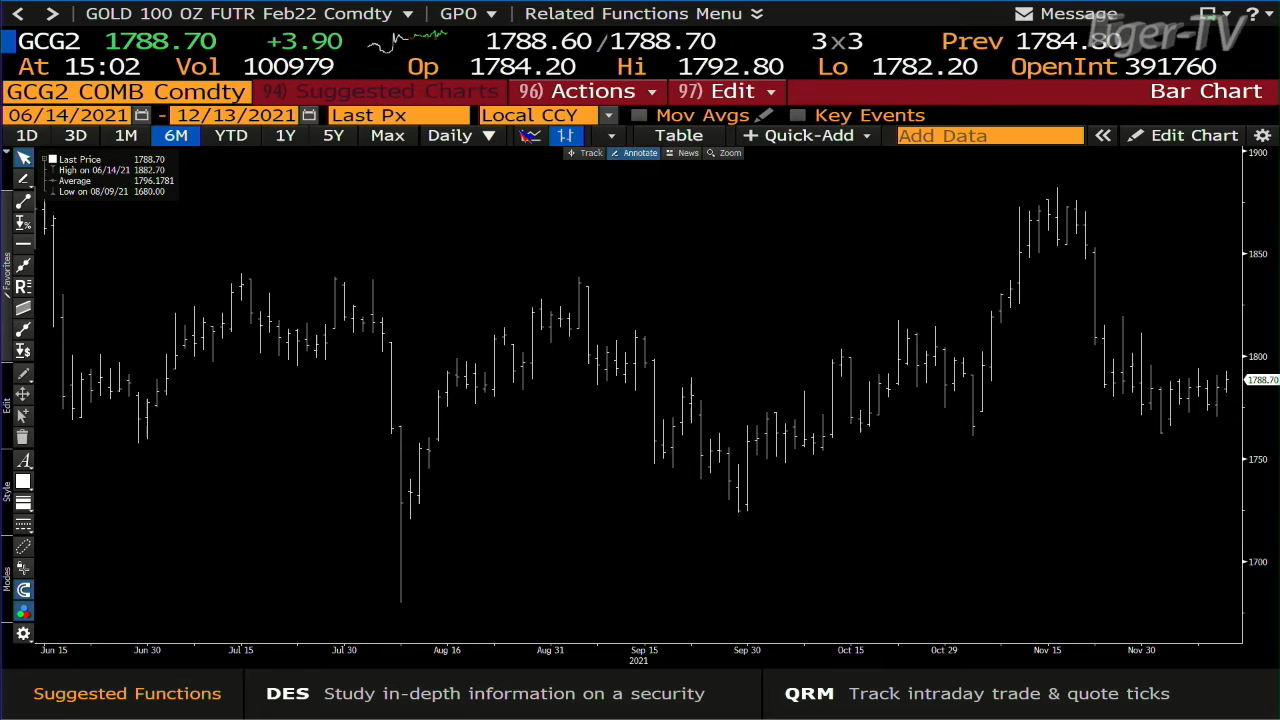 GOLD 100 OZ FUTR Feb22 Comdty GPO Related Functions Menu Message ?
GCG2 1788.70 +3.90 1788.60/1788.70 3x3 Prev 1784.80
Tiger-TV
At 15:02 Vol 100979 Op 1784.20 Hi 1792.80 Lo 1782.20 OpenInt 391760
GCG2 COMB Comdty 94) Suggested Charts 96) Actions 97) Edit Bar Chart
06/14/2021 - 12/13/2021 Last Px Local CCY Mov Avgs Key Events
1D 3D 1M 6M YTD 1Y 5Y Max Daily Table + Quick-Add Add Data « Edit Chart
Track Annotate News Zoom
Last Price 1788.70
High on 06/14/21 1882.70
Average 1796.1781
Low on 08/09/21 1680.00
Favorites
Edit
Style
Modes
1900
1850
1800
1788.70
1750
1700
Jun 15 Jun 30 Jul 15 Jul 30 Aug 16 Aug 31 Sep 15 Sep 30 Oct 15 Oct 29 Nov 15 Nov 30
2021
Suggested Functions DES Study in-depth information on a security QRM Track intraday trade & quote ticks